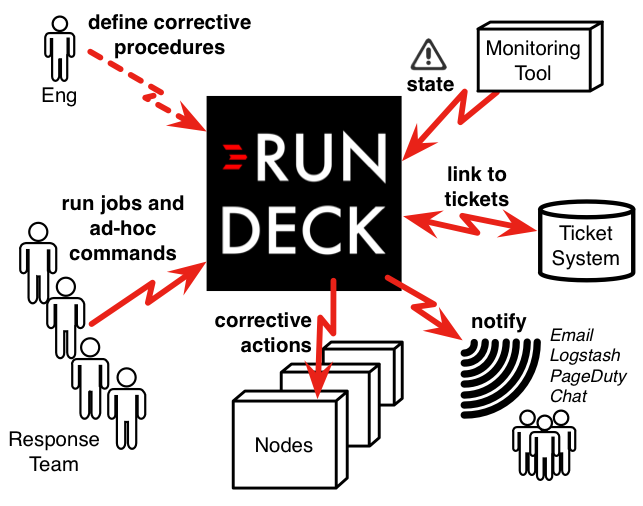 define corrective
procedures
Eng
Monitoring
Tool
state
RUN
DECK
link to
tickets
Ticket
System
run jobs and
ad-hoc
commands
Response
Team
corrective
actions
Nodes
notify
Email
Logstash
PageDuty
Chat